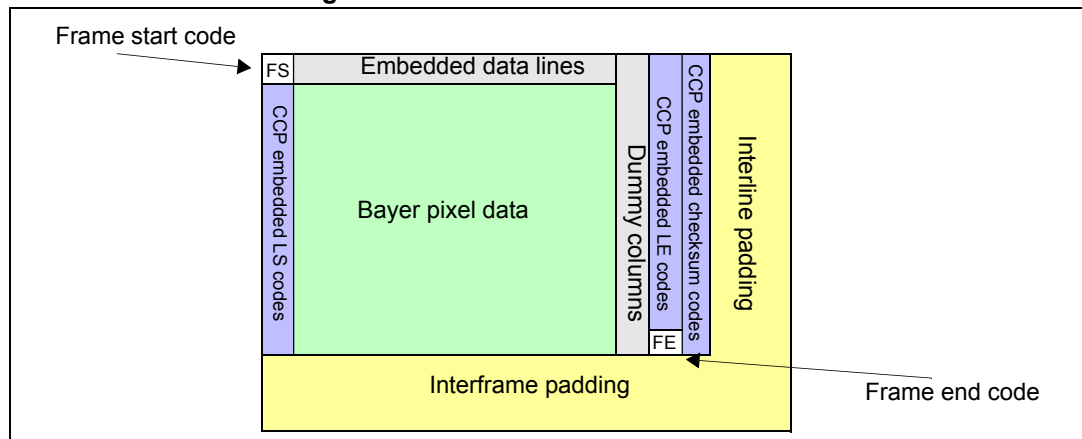 Frame start code
FS
Embedded data lines
CCP embedded LS codes
Bayer pixel data
Dummy columns
CCP embedded LE codes
CCP embedded checksum codes
Interline padding
FE
Interframe padding
Frame end code